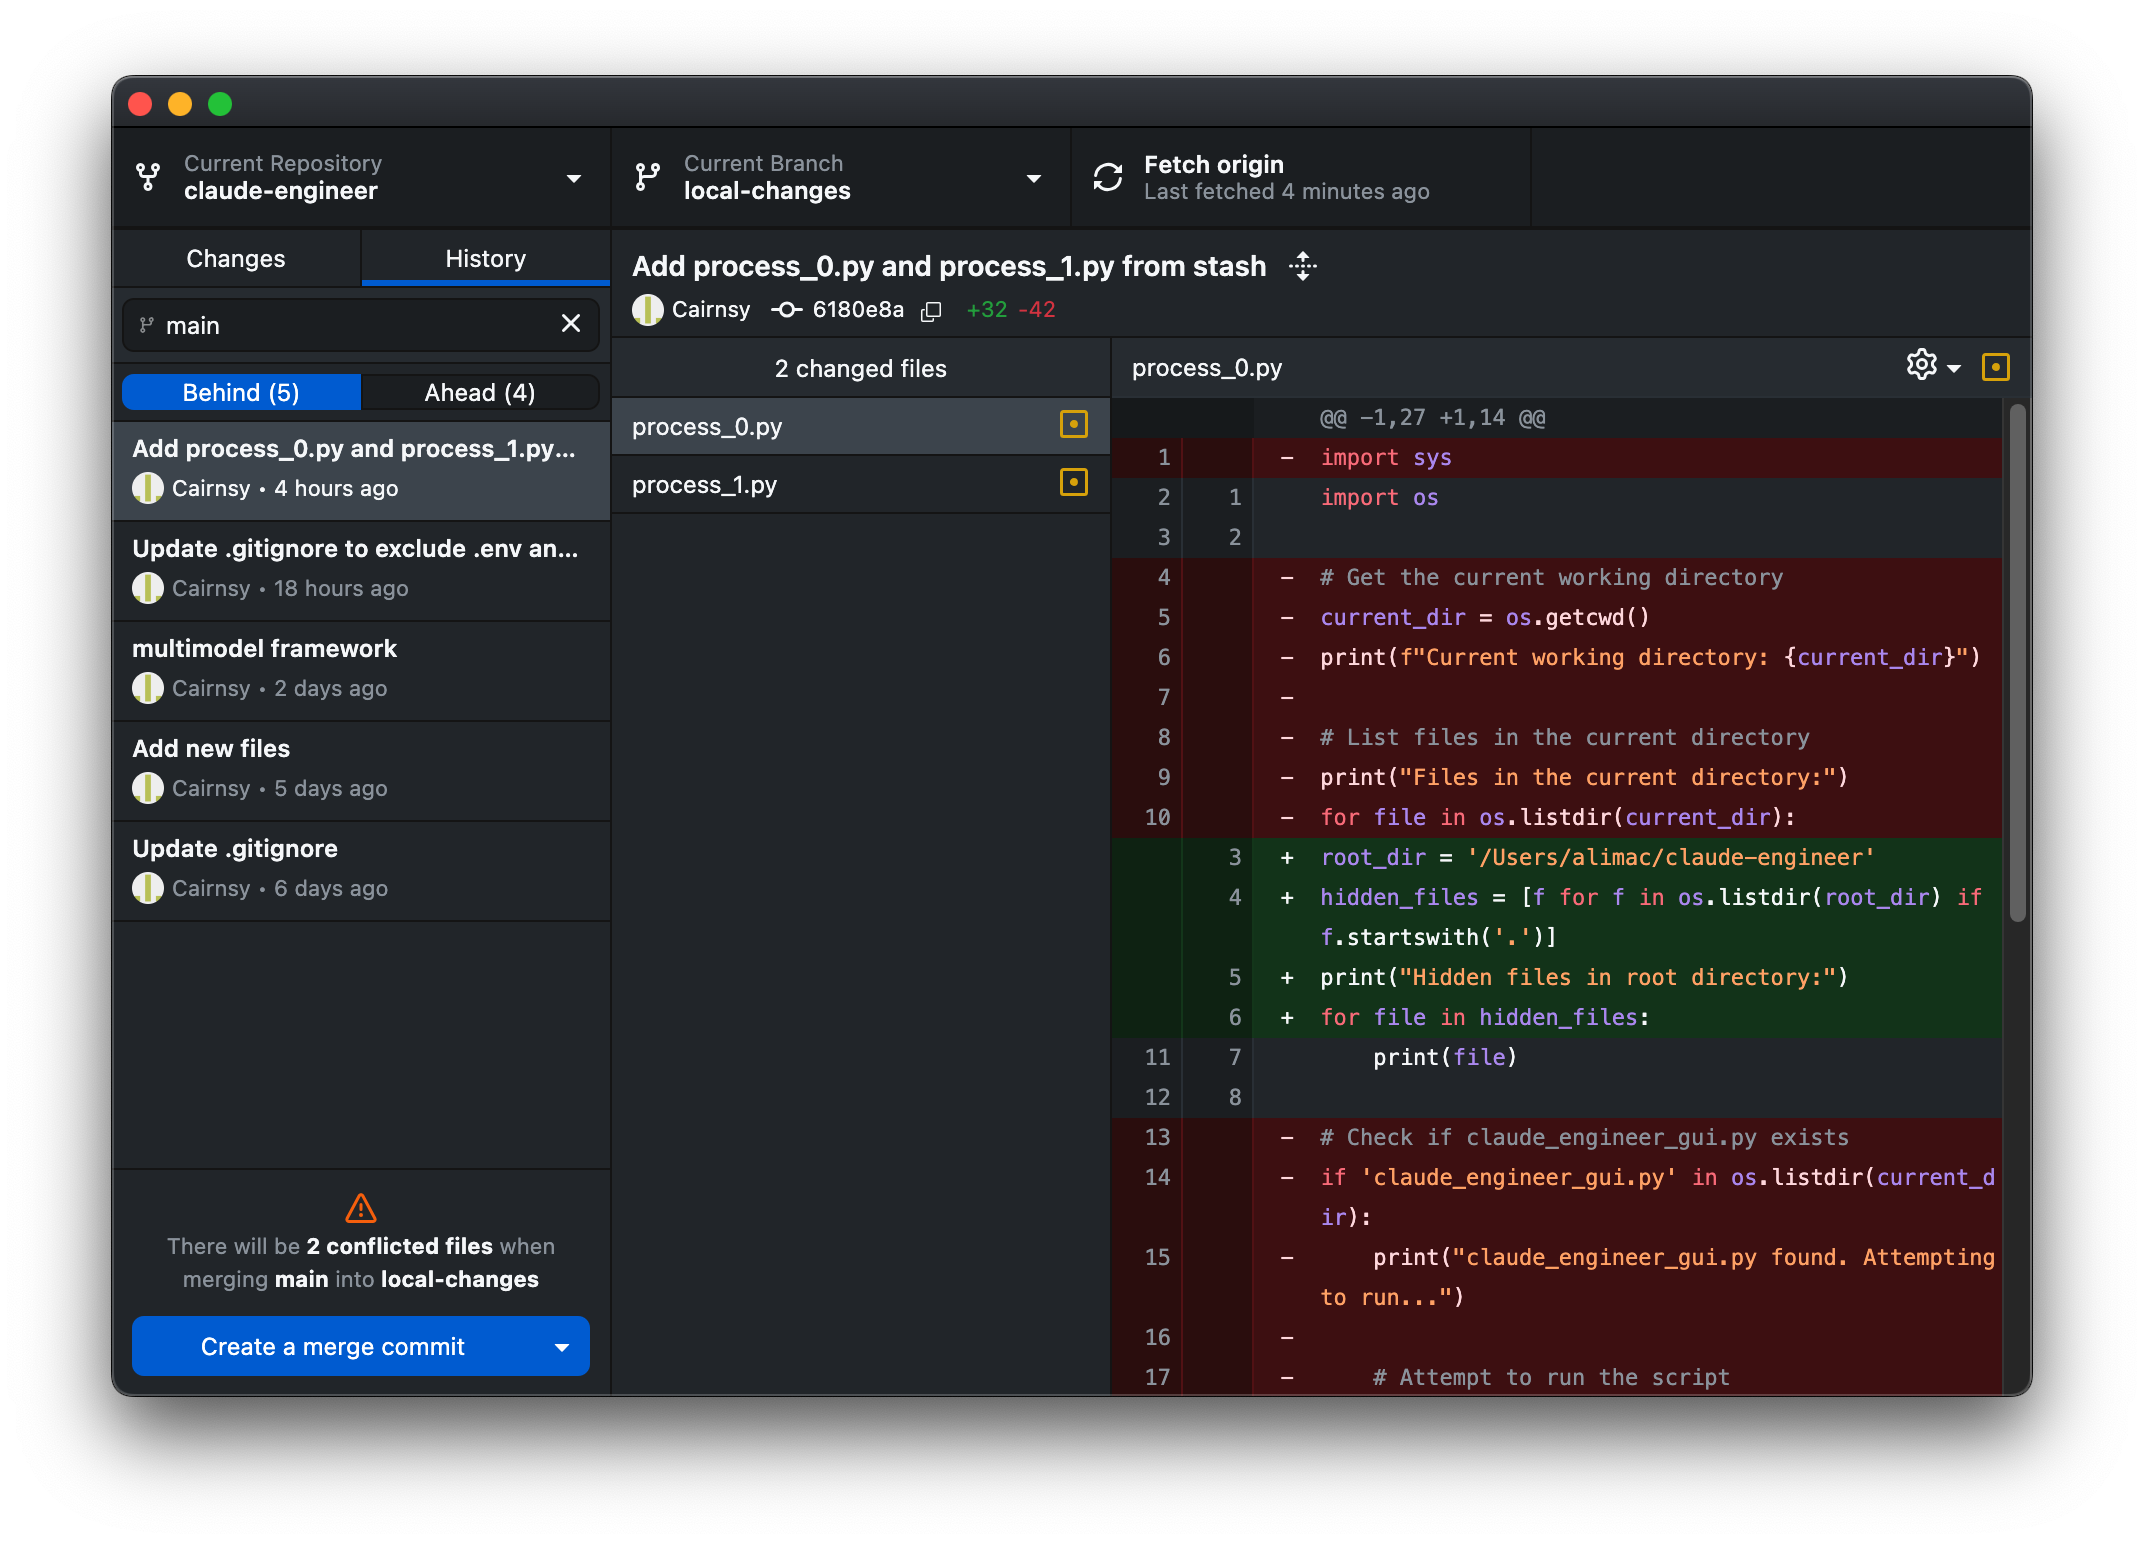 Current Repository
claude-engineer
Current Branch
local-changes
Fetch origin
Last fetched 4 minutes ago
Changes
History
main
Behind (5)
Ahead (4)
Add process_0.py and process_1.py...
Cairnsy • 4 hours ago
Update .gitignore to exclude .env an...
Cairnsy • 18 hours ago
multimodel framework
Cairnsy • 2 days ago
Add new files
Cairnsy • 5 days ago
Update .gitignore
Cairnsy • 6 days ago
There will be 2 conflicted files when
merging main into local-changes
Create a merge commit
Add process_0.py and process_1.py from stash
Cairnsy 6180e8a +32 -42
2 changed files
process_0.py
process_1.py
process_0.py
@@ -1,27 +1,14 @@
1 - import sys
2 1 import os
3 2
4 - # Get the current working directory
5 - current_dir = os.getcwd()
6 - print(f"Current working directory: {current_dir}")
7 -
8 - # List files in the current directory
9 - print("Files in the current directory:")
10 - for file in os.listdir(current_dir):
3 + root_dir = '/Users/alimac/claude-engineer'
4 + hidden_files = [f for f in os.listdir(root_dir) if
f.startswith('.')]
5 + print("Hidden files in root directory:")
6 + for file in hidden_files:
11 7 print(file)
12 8
13 - # Check if claude_engineer_gui.py exists
14 - if 'claude_engineer_gui.py' in os.listdir(current_d
ir):
15 - print("claude_engineer_gui.py found. Attempting
to run...")
16 -
17 - # Attempt to run the script